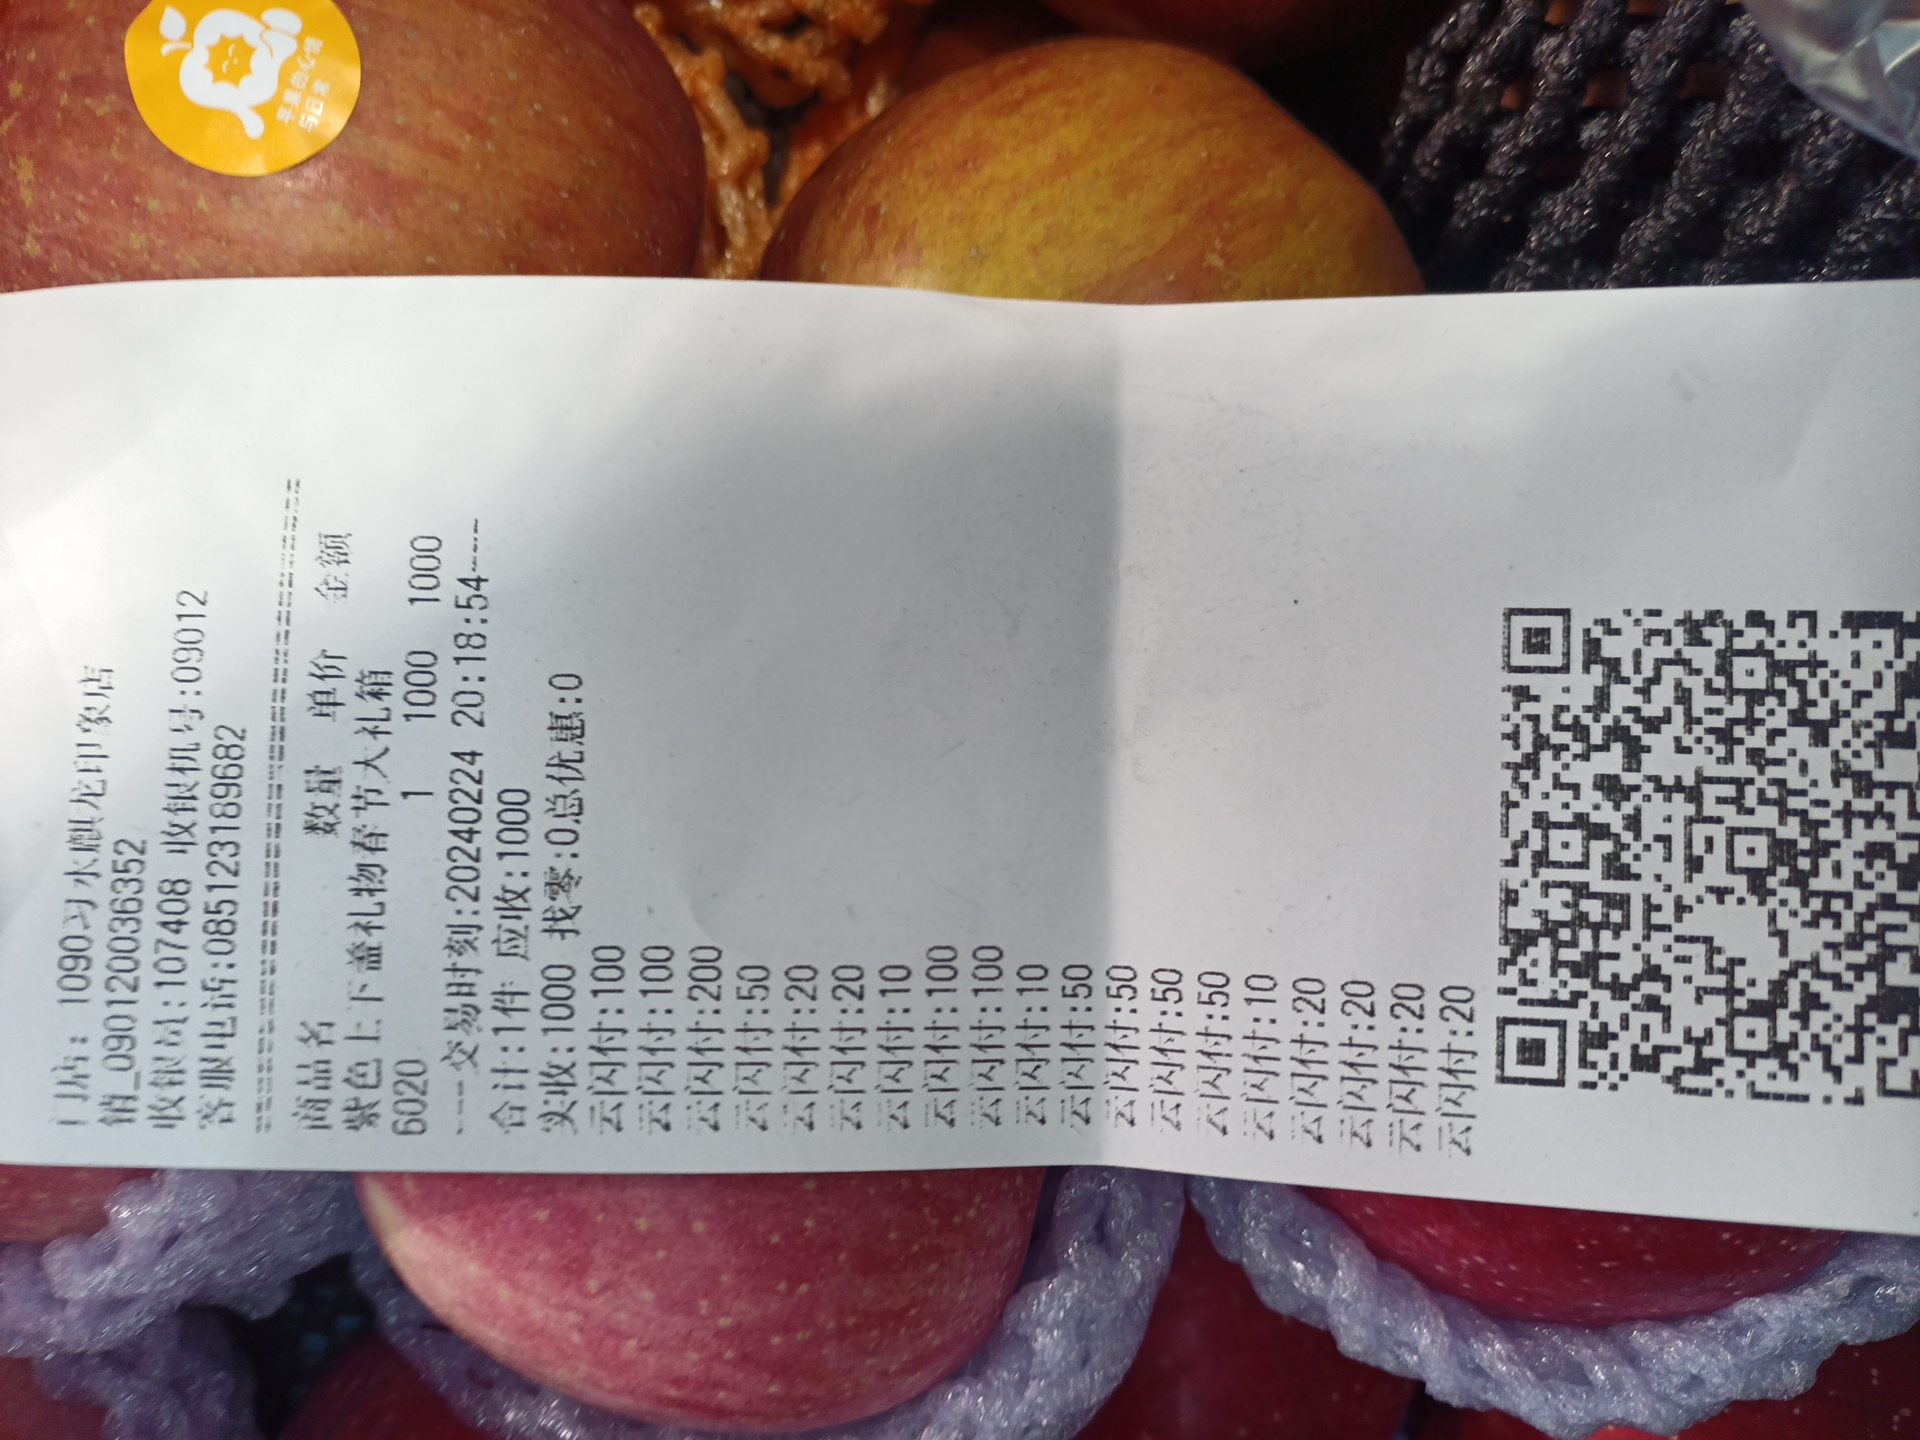 门店: 1090习水麒龙印象店
销_0901200036352
收银员:107408 收银机号:09012
客服电话:085123189682
商品名 数量 单价 金额
紫色上下盖礼物春节大礼箱
6020 1 1000 1000
----交易时刻:20240224 20:18:54----
合计:1件 应收:1000
实收:1000 找零:0总优惠:0
云闪付:100
云闪付:100
云闪付:200
云闪付:50
云闪付:20
云闪付:20
云闪付:10
云闪付:100
云闪付:100
云闪付:10
云闪付:50
云闪付:50
云闪付:50
云闪付:50
云闪付:10
云闪付:20
云闪付:20
云闪付:20
云闪付:20